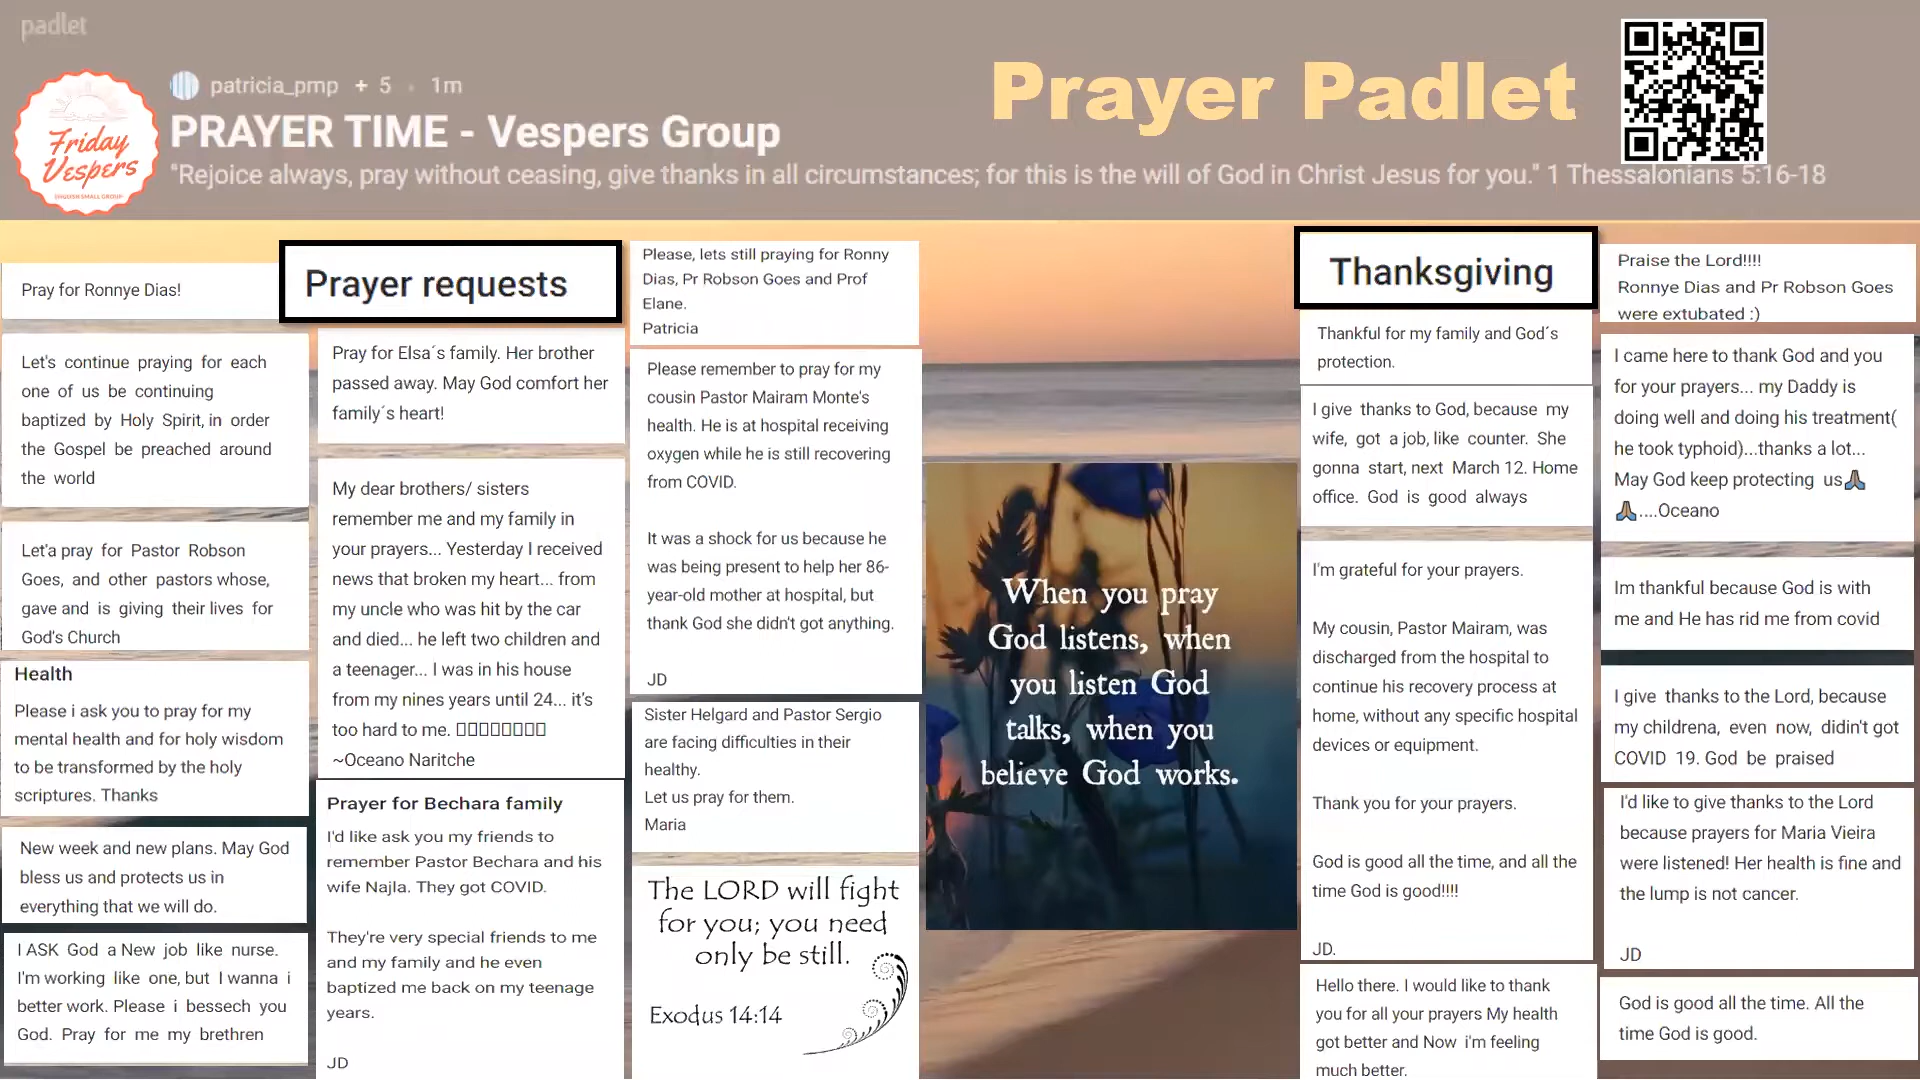 padlet
patricia_pmp + 5 · 1m
Prayer Padlet
Friday
Vespers
ENGLISH SMALL GROUP
PRAYER TIME - Vespers Group
"Rejoice always, pray without ceasing, give thanks in all circumstances; for this is the will of God in Christ Jesus for you." 1 Thessalonians 5:16-18
Prayer requests
Pray for Ronnye Dias!
Let's continue praying for each
one of us be continuing
baptized by Holy Spirit, in order
the Gospel be preached around
the world
Let'a pray for Pastor Robson
Goes, and other pastors whose,
gave and is giving their lives for
God's Church
Health
Please i ask you to pray for my
mental health and for holy wisdom
to be transformed by the holy
scriptures. Thanks
New week and new plans. May God
bless us and protects us in
everything that we will do.
I ASK God a New job like nurse.
I'm working like one, but I wanna i
better work. Please i bessech you
God. Pray for me my brethren
Pray for Elsa´s family. Her brother
passed away. May God comfort her
family´s heart!
My dear brothers/ sisters
remember me and my family in
your prayers... Yesterday I received
news that broken my heart... from
my uncle who was hit by the car
and died... he left two children and
a teenager... I was in his house
from my nines years until 24... it's
too hard to me. ▯▯▯▯▯▯▯▯
~Oceano Naritche
Prayer for Bechara family
I'd like ask you my friends to
remember Pastor Bechara and his
wife Najla. They got COVID.
They're very special friends to me
and my family and he even
baptized me back on my teenage
years.
JD
Please, lets still praying for Ronny
Dias, Pr Robson Goes and Prof
Elane.
Patricia
Please remember to pray for my
cousin Pastor Mairam Monte's
health. He is at hospital receiving
oxygen while he is still recovering
from COVID.
It was a shock for us because he
was being present to help her 86-
year-old mother at hospital, but
thank God she didn't got anything.
JD
Sister Helgard and Pastor Sergio
are facing difficulties in their
healthy.
Let us pray for them.
Maria
The LORD will fight
for you; you need
only be still.
Exodus 14:14
When you pray
God listens, when
you listen God
talks, when you
believe God works.
Thanksgiving
Thankful for my family and God´s
protection.
I give thanks to God, because my
wife, got a job, like counter. She
gonna start, next March 12. Home
office. God is good always
I'm grateful for your prayers.
My cousin, Pastor Mairam, was
discharged from the hospital to
continue his recovery process at
home, without any specific hospital
devices or equipment.
Thank you for your prayers.
God is good all the time, and all the
time God is good!!!!
JD.
Hello there. I would like to thank
you for all your prayers My health
got better and Now i'm feeling
much better.
Praise the Lord!!!!
Ronnye Dias and Pr Robson Goes
were extubated :)
I came here to thank God and you
for your prayers... my Daddy is
doing well and doing his treatment(
he took typhoid)...thanks a lot...
May God keep protecting us🙏🏽
🙏🏽....Oceano
Im thankful because God is with
me and He has rid me from covid
I give thanks to the Lord, because
my childrena, even now, didin't got
COVID 19. God be praised
I'd like to give thanks to the Lord
because prayers for Maria Vieira
were listened! Her health is fine and
the lump is not cancer.
JD
God is good all the time. All the
time God is good.